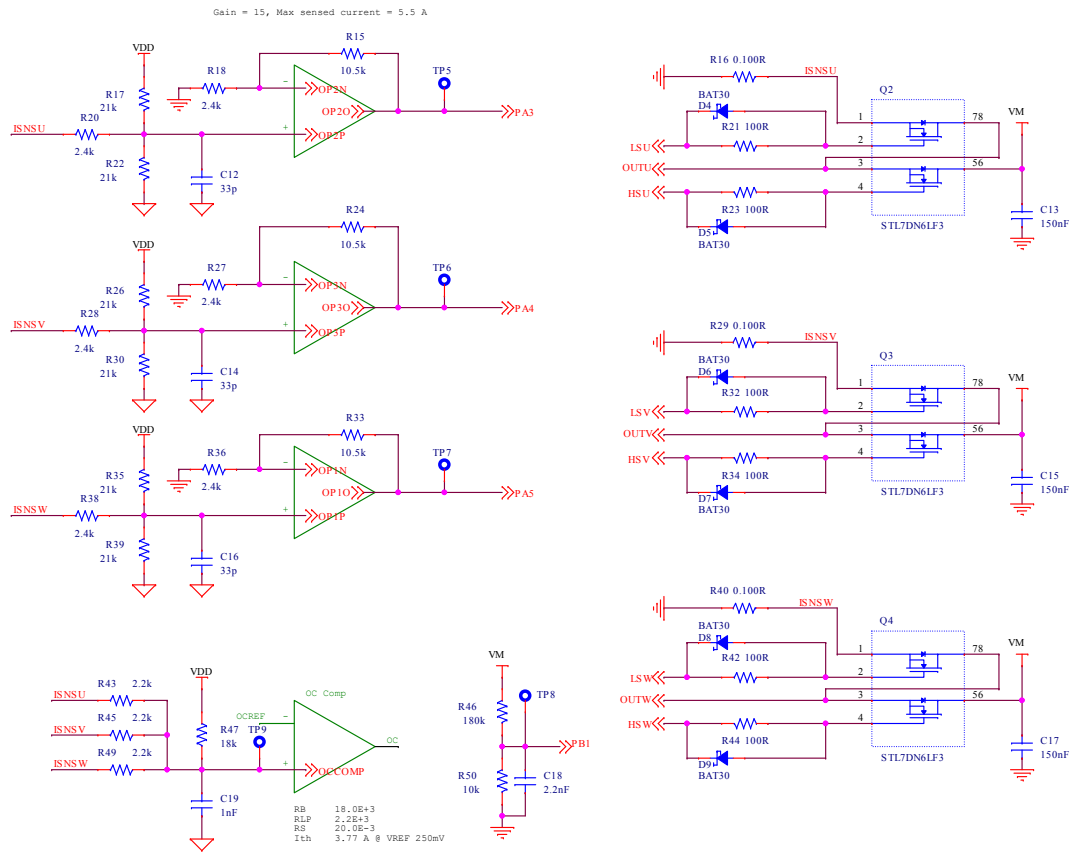 Gain = 15, Max sensed current = 5.5 A
VDD
R15
10.5k
R18
2.4k
TP5
R17
21k
R20
2.4k
ISNSU
OP2N
OP2O
OP2P
PA3
R22
21k
C12
33p
VDD
R24
10.5k
R27
2.4k
TP6
R26
21k
R28
2.4k
ISNSV
OP3N
OP3O
OP3P
PA4
R30
21k
C14
33p
VDD
R33
10.5k
R36
2.4k
TP7
R35
21k
R38
2.4k
ISNSW
OP1N
OP1O
OP1P
PA5
R39
21k
C16
33p
ISNSU
R43 2.2k
ISNSV
R45 2.2k
ISNSW
R49 2.2k
VDD
R47
18k
TP9
OC Comp
OCREF
OC
OCCOMP
C19
1nF
RB 18.0E+3
RLP 2.2E+3
RS 20.0E-3
Ith 3.77 A @ VREF 250mV
VM
R46
180k
TP8
PB1
R50
10k
C18
2.2nF
R16 0.100R
ISNSU
BAT30
D4
R21 100R
LSU
OUTU
HSU
R23 100R
D5
BAT30
Q2
1
2
3
4
78
56
STL7DN6LF3
VM
C13
150nF
R29 0.100R
ISNSV
BAT30
D6
R32 100R
LSV
OUTV
HSV
R34 100R
D7
BAT30
Q3
1
2
3
4
78
56
STL7DN6LF3
VM
C15
150nF
R40 0.100R
ISNSW
BAT30
D8
R42 100R
LSW
OUTW
HSW
R44 100R
D9
BAT30
Q4
1
2
3
4
78
56
STL7DN6LF3
VM
C17
150nF
− +
− +
− +
− +